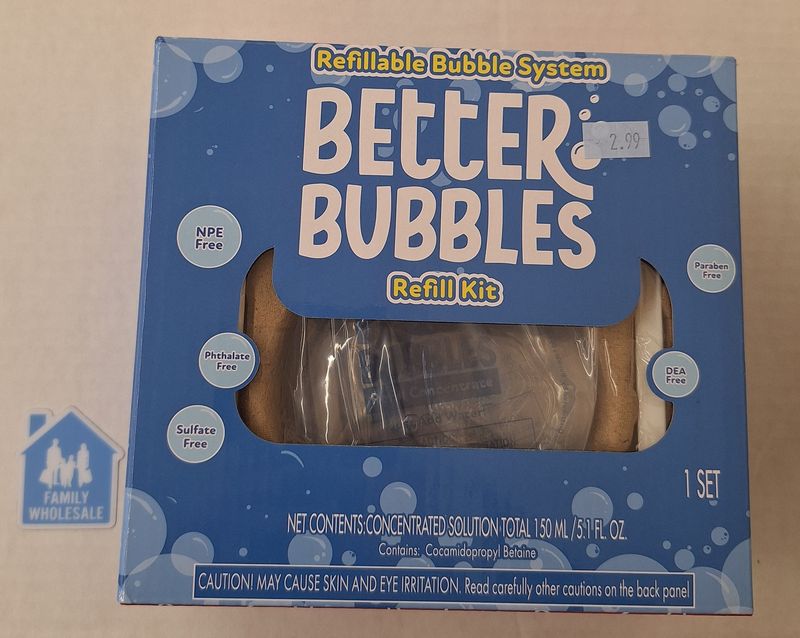 Refillable Bubble System
BEttER
2.99
BUBBLES
Refill Kit
NPE
Free
Paraben
Free
Phthalate
Free
DEA
Free
Sulfate
Free
Concentrate
Add Water!
FAMILY
WHOLESALE
1 SET
NET CONTENTS:CONCENTRATED SOLUTION TOTAL 150 ML /5.1 FL. OZ.
Contains: Cocamidopropyl Betaine
CAUTION! MAY CAUSE SKIN AND EYE IRRITATION. Read carefully other cautions on the back panel